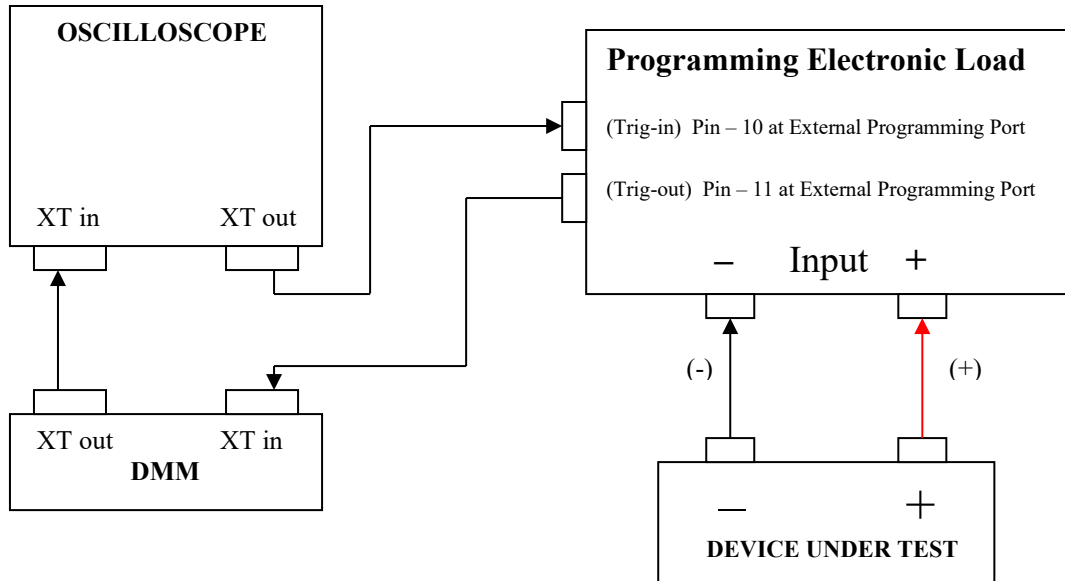 OSCILLOSCOPE
XT in
XT out
Programming Electronic Load
(Trig-in) Pin – 10 at External Programming Port
(Trig-out) Pin – 11 at External Programming Port
– Input +
(-)
(+)
XT out
XT in
DMM
– +
DEVICE UNDER TEST